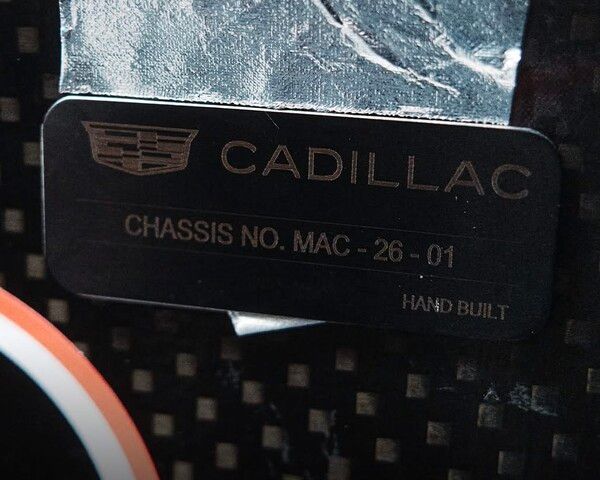 CADILLAC
CHASSIS NO. MAC - 26 - 01
HAND BUILT